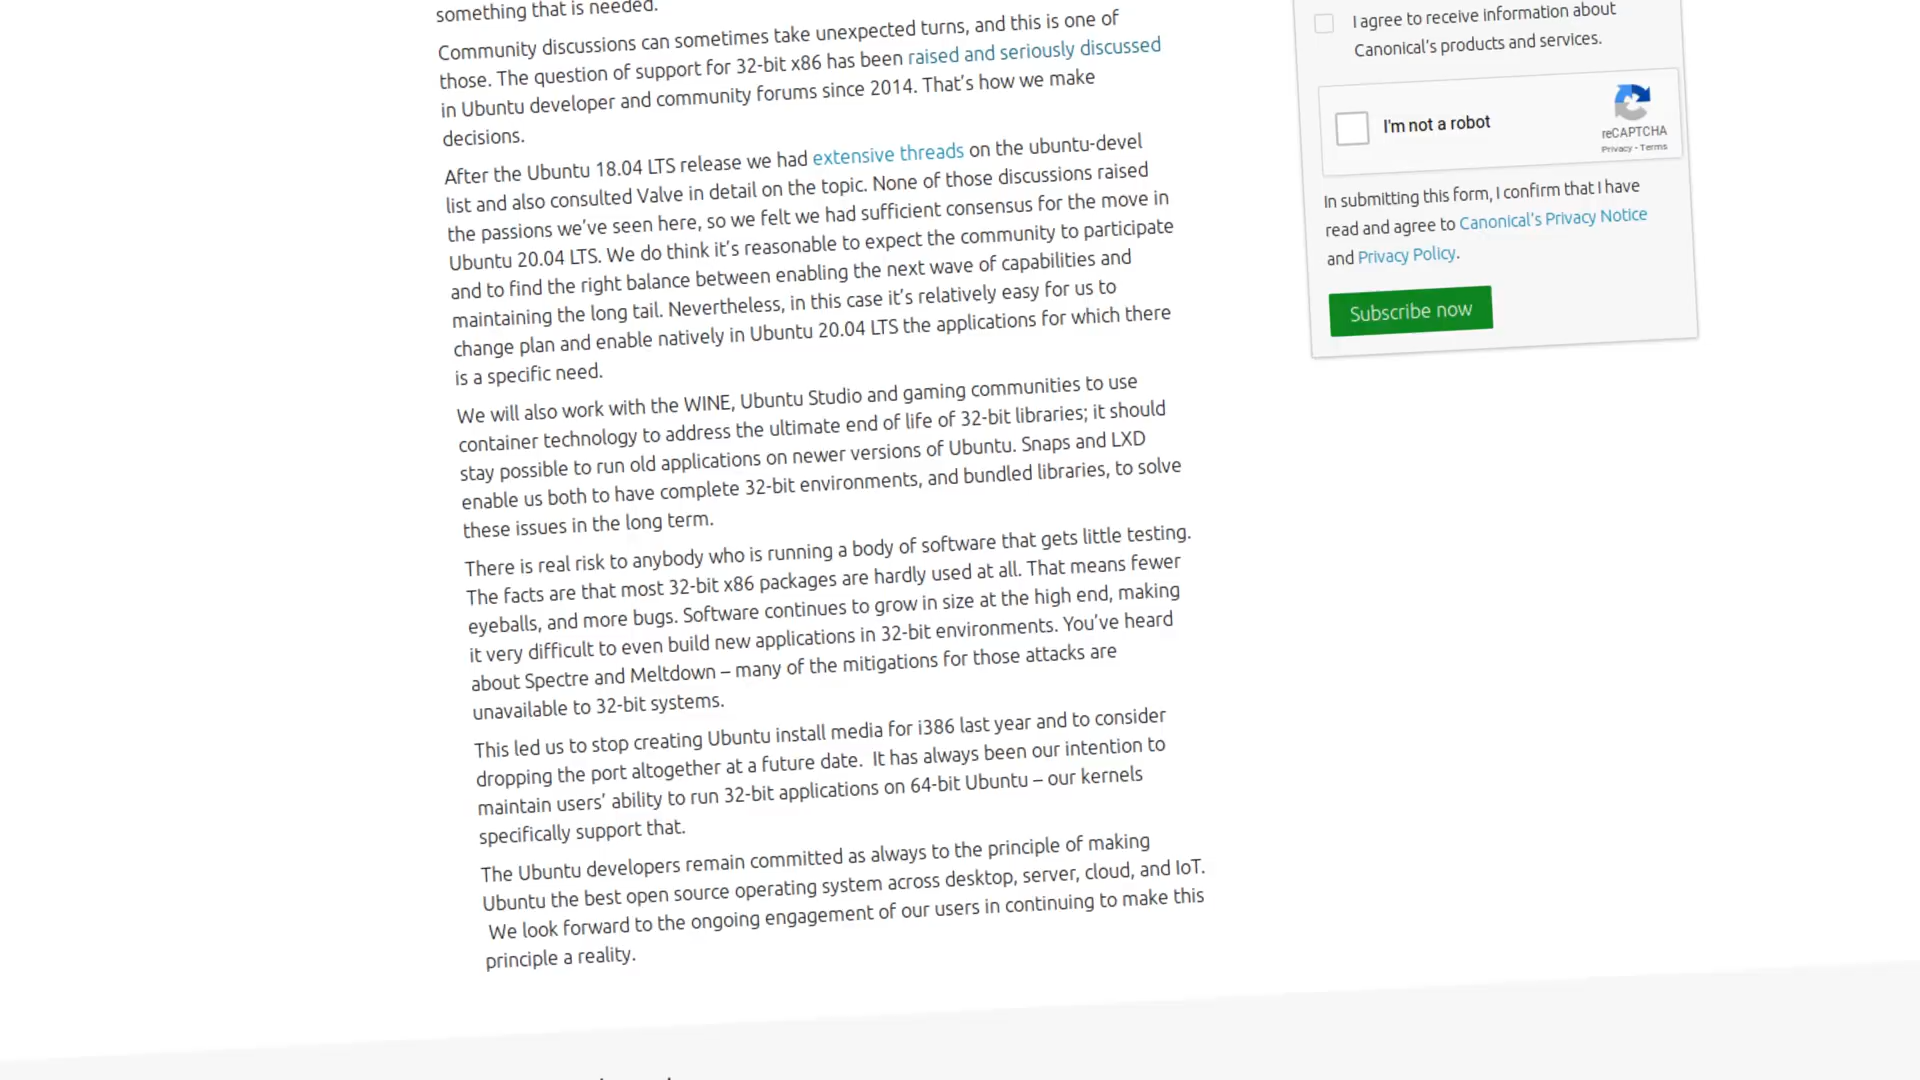 something that is needed.
Community discussions can sometimes take unexpected turns, and this is one of
those. The question of support for 32-bit x86 has been raised and seriously discussed
in Ubuntu developer and community forums since 2014. That’s how we make
decisions.
After the Ubuntu 18.04 LTS release we had extensive threads on the ubuntu-devel
list and also consulted Valve in detail on the topic. None of those discussions raised
the passions we’ve seen here, so we felt we had sufficient consensus for the move in
Ubuntu 20.04 LTS. We do think it’s reasonable to expect the community to participate
and to find the right balance between enabling the next wave of capabilities and
maintaining the long tail. Nevertheless, in this case it’s relatively easy for us to
change plan and enable natively in Ubuntu 20.04 LTS the applications for which there
is a specific need.
We will also work with the WINE, Ubuntu Studio and gaming communities to use
container technology to address the ultimate end of life of 32-bit libraries; it should
stay possible to run old applications on newer versions of Ubuntu. Snaps and LXD
enable us both to have complete 32-bit environments, and bundled libraries, to solve
these issues in the long term.
There is real risk to anybody who is running a body of software that gets little testing.
The facts are that most 32-bit x86 packages are hardly used at all. That means fewer
eyeballs, and more bugs. Software continues to grow in size at the high end, making
it very difficult to even build new applications in 32-bit environments. You’ve heard
about Spectre and Meltdown – many of the mitigations for those attacks are
unavailable to 32-bit systems.
This led us to stop creating Ubuntu install media for i386 last year and to consider
dropping the port altogether at a future date.  It has always been our intention to
maintain users’ ability to run 32-bit applications on 64-bit Ubuntu – our kernels
specifically support that.
The Ubuntu developers remain committed as always to the principle of making
Ubuntu the best open source operating system across desktop, server, cloud, and IoT.
We look forward to the ongoing engagement of our users in continuing to make this
principle a reality.
I agree to receive information about
Canonical's products and services.
I'm not a robot
reCAPTCHA
Privacy - Terms
In submitting this form, I confirm that I have
read and agree to Canonical's Privacy Notice
and Privacy Policy.
Subscribe now